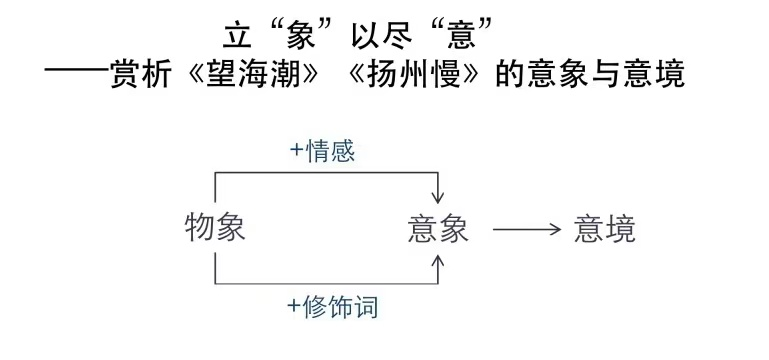 立“象”以尽“意”
——赏析《望海潮》《扬州慢》的意象与意境
+情感
物象
意象
意境
+修饰词